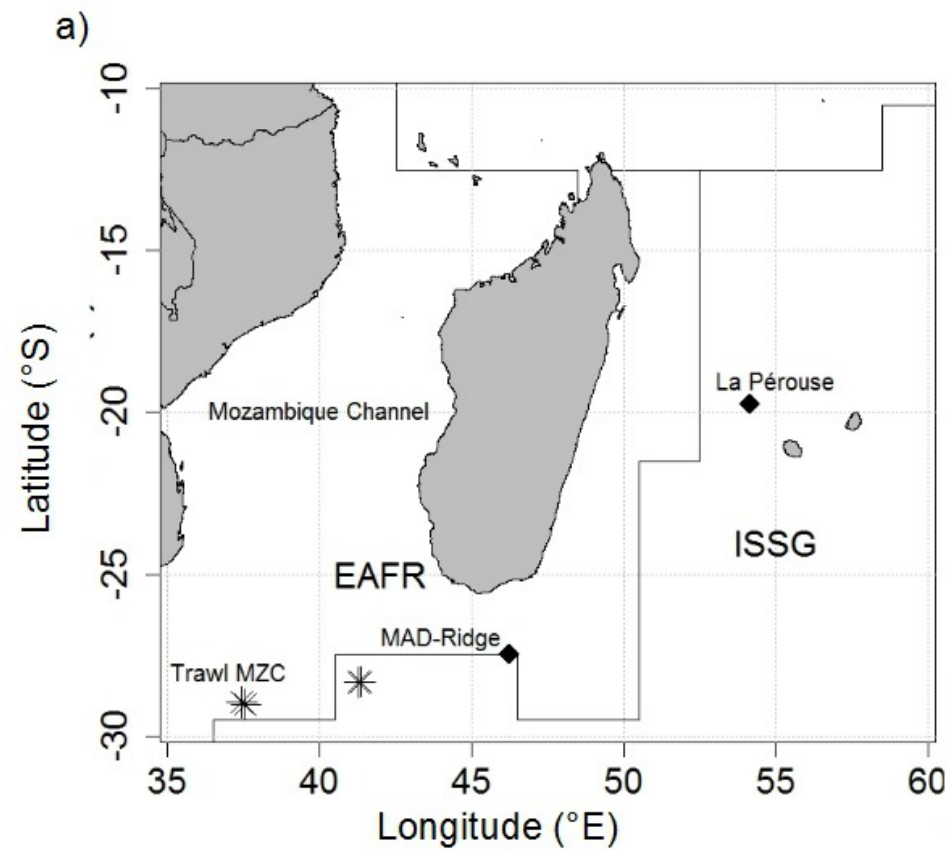 a)
-10
-15
-20
-25
-30
Latitude (°S)
La Pérouse
Mozambique Channel
ISSG
EAFR
MAD-Ridge
Trawl MZC
35 40 45 50 55 60
Longitude (°E)